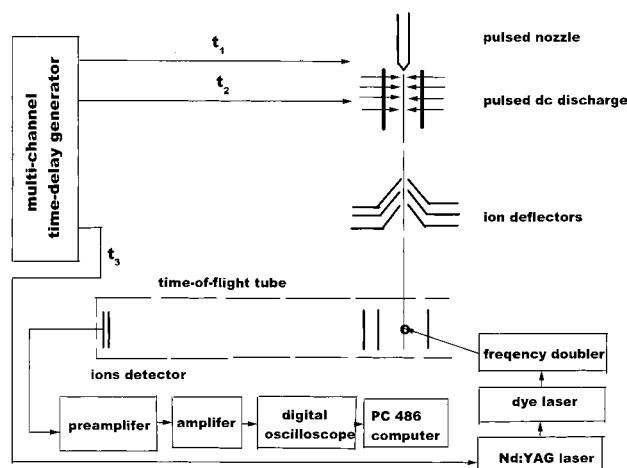 multi-channel
time-delay generator
t1
t2
t3
pulsed nozzle
pulsed dc discharge
ion deflectors
time-of-flight tube
ions detector
freqency doubler
dye laser
Nd:YAG laser
preamplifer
amplifer
digital
oscilloscope
PC 486
computer